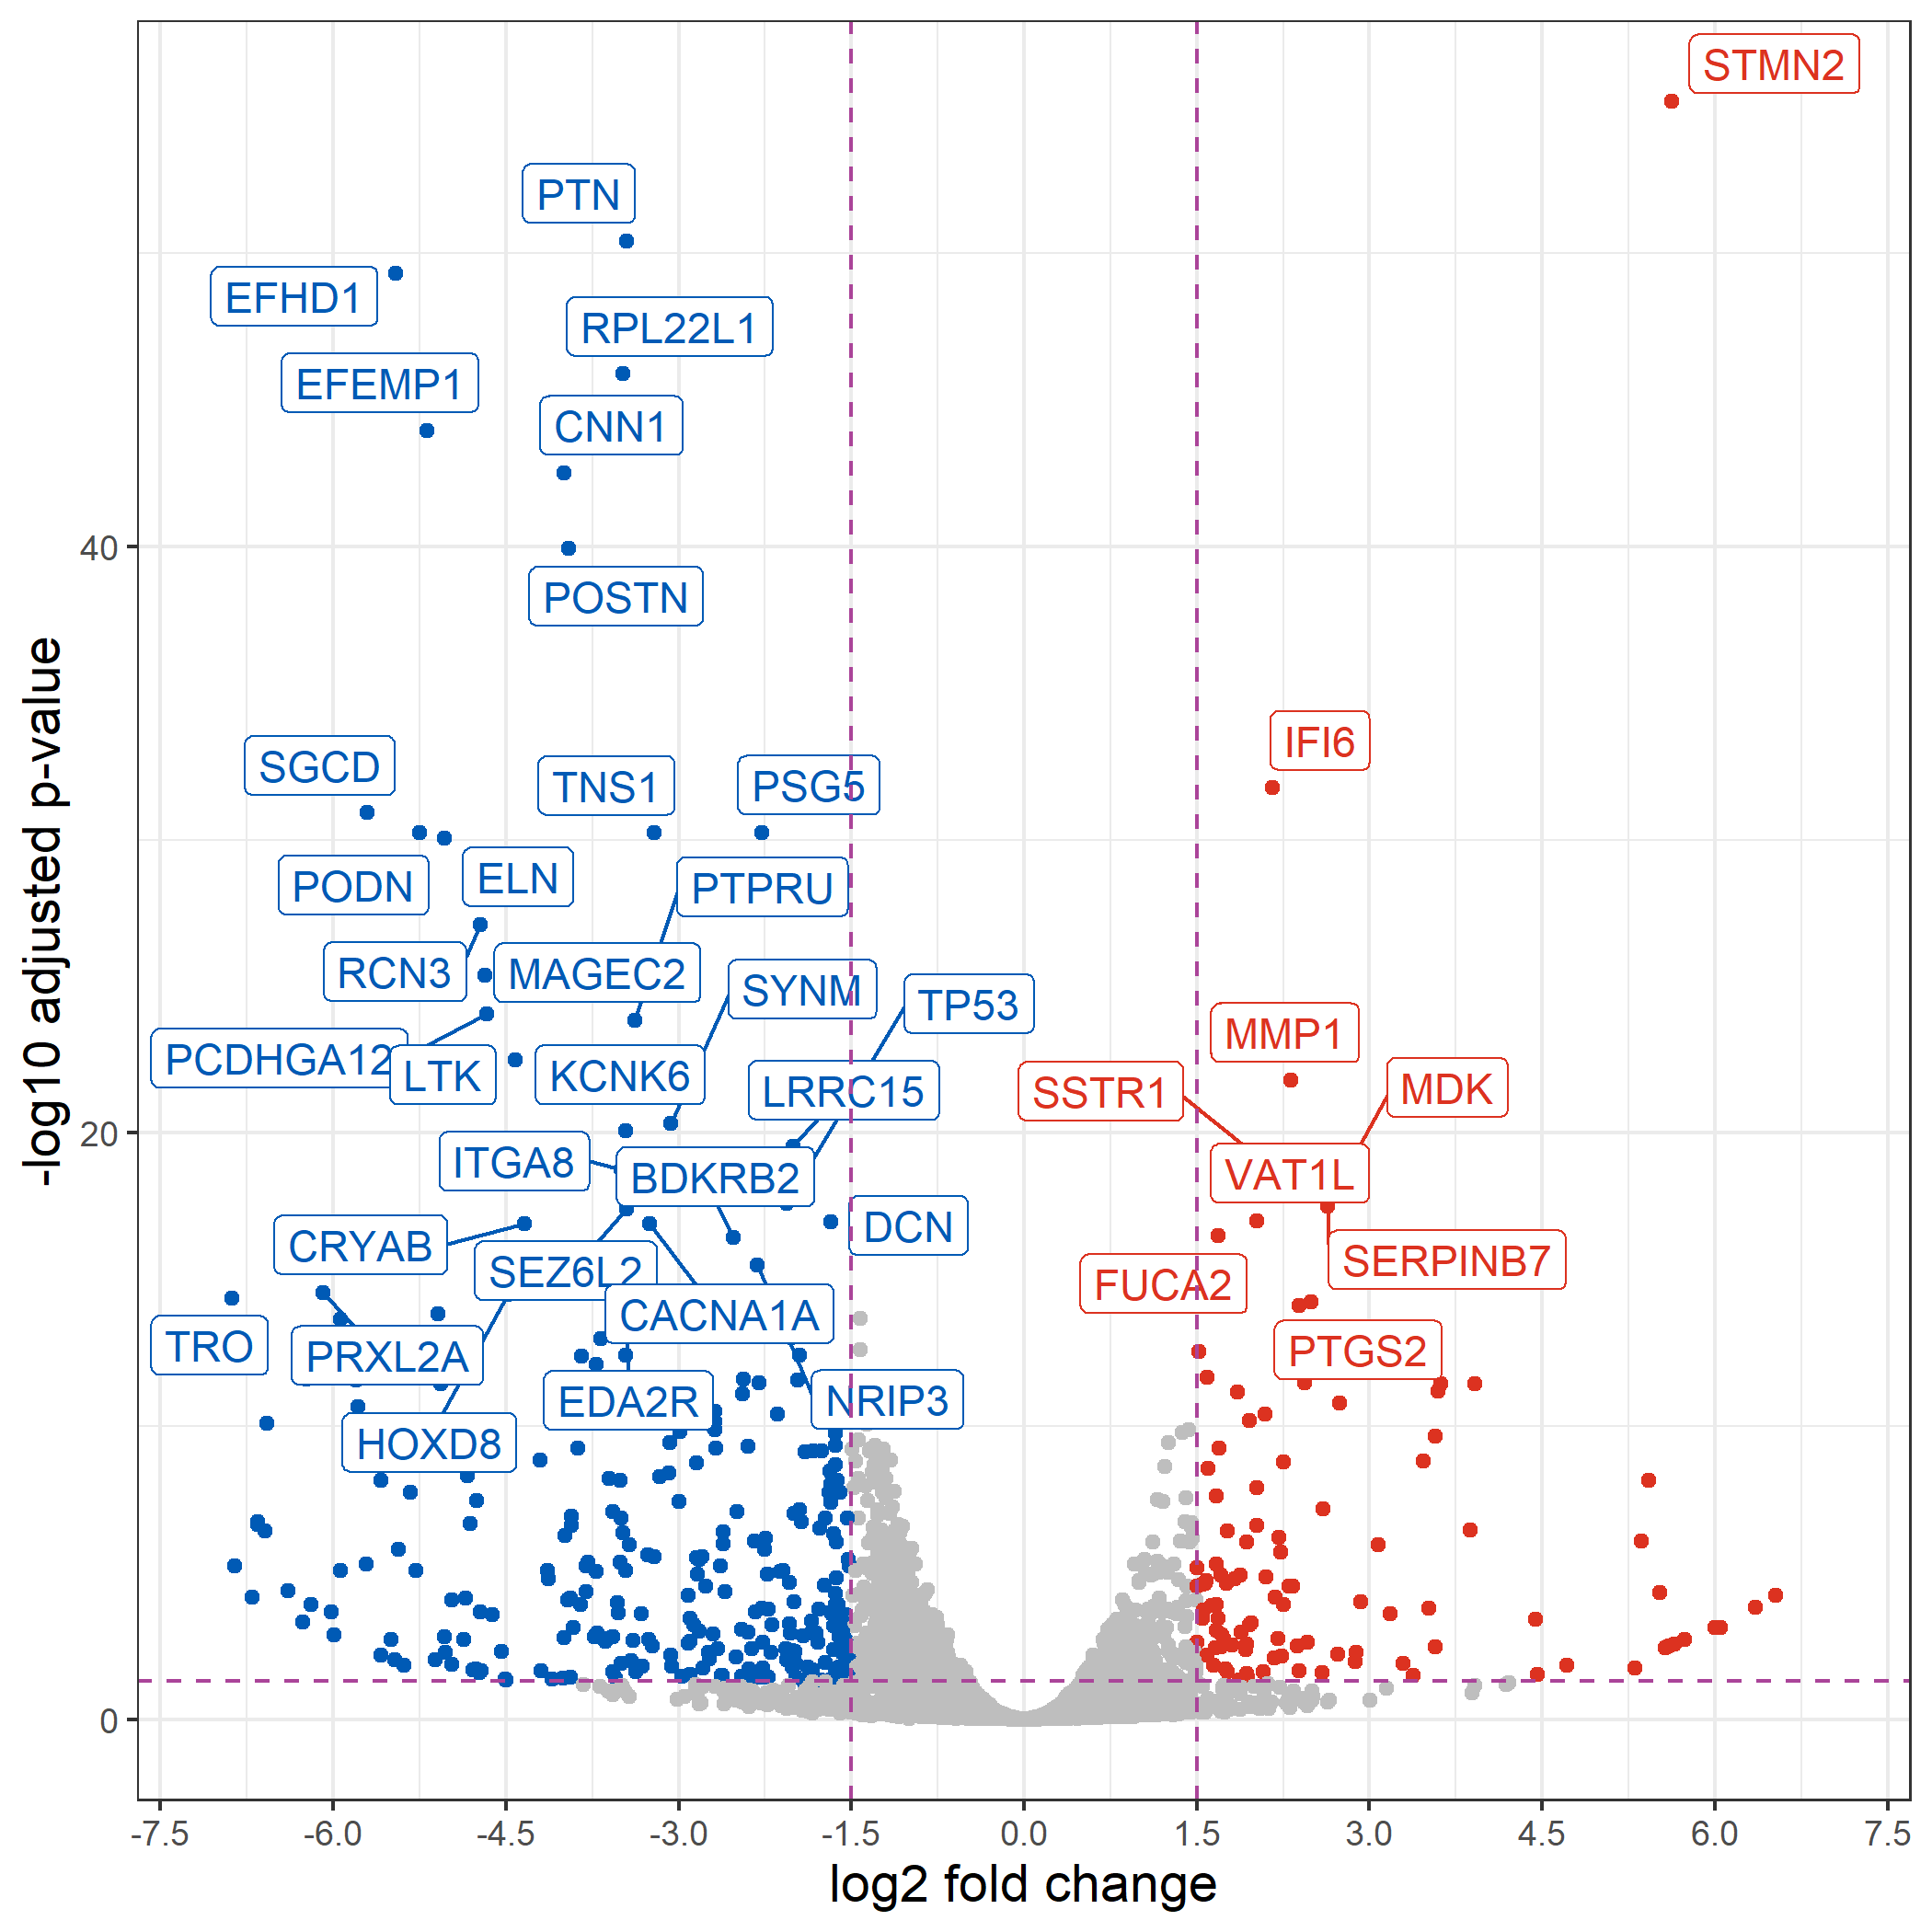 STMN2
PTN
EFHD1
RPL22L1
EFEMP1
CNN1
40
POSTN
IFI6
SGCD
TNS1
PSG5
PODN
ELN
PTPRU
RCN3
MAGEC2
SYNM
TP53
MMP1
PCDHGA12
LTK
KCNK6
LRRC15
SSTR1
MDK
20
ITGA8
BDKRB2
VAT1L
CRYAB
DCN
SEZ6L2
SERPINB7
FUCA2
CACNA1A
TRO
PRXL2A
PTGS2
EDA2R
NRIP3
HOXD8
0
-log10 adjusted p-value
-7.5 -6.0 -4.5 -3.0 -1.5 0.0 1.5 3.0 4.5 6.0 7.5
log2 fold change